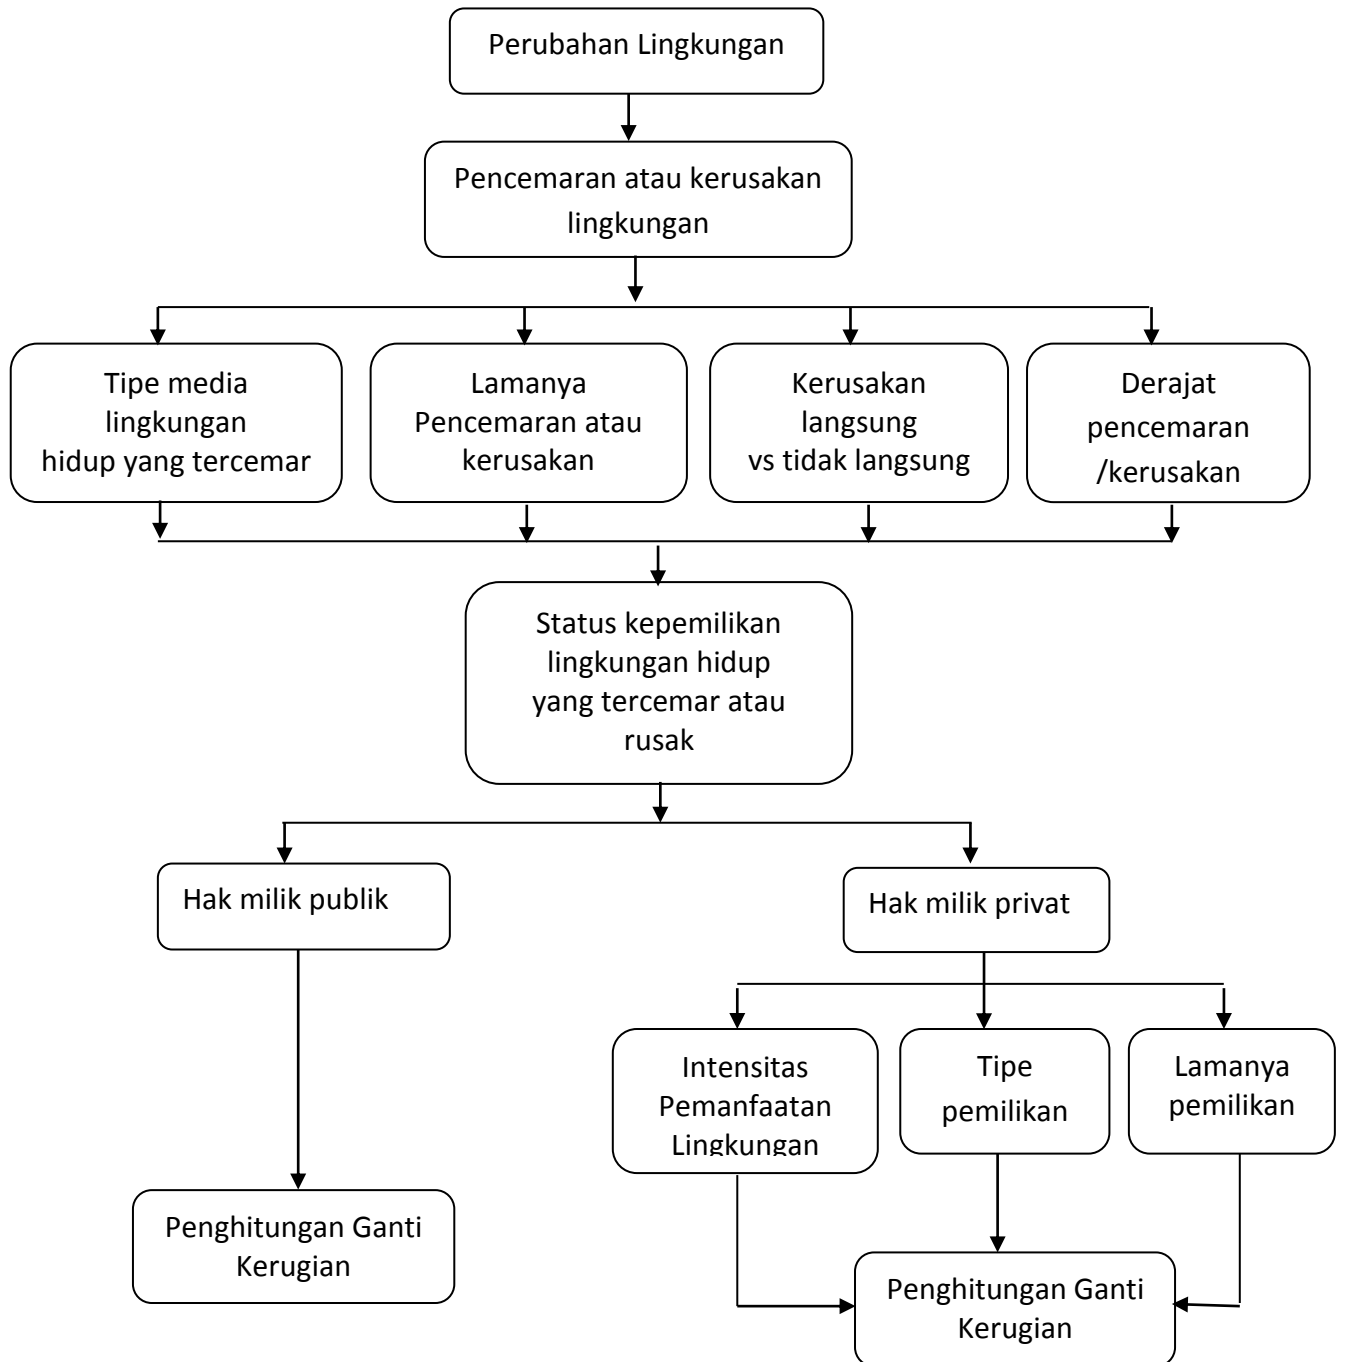 Perubahan Lingkungan
Pencemaran atau kerusakan
lingkungan
Tipe media
lingkungan
hidup yang tercemar
Lamanya
Pencemaran atau
kerusakan
Kerusakan
langsung
vs tidak langsung
Derajat
pencemaran
/kerusakan
Status kepemilikan
lingkungan hidup
yang tercemar atau
rusak
Hak milik publik
Hak milik privat
Intensitas
Pemanfaatan
Lingkungan
Tipe
pemilikan
Lamanya
pemilikan
Penghitungan Ganti
Kerugian
Penghitungan Ganti
Kerugian